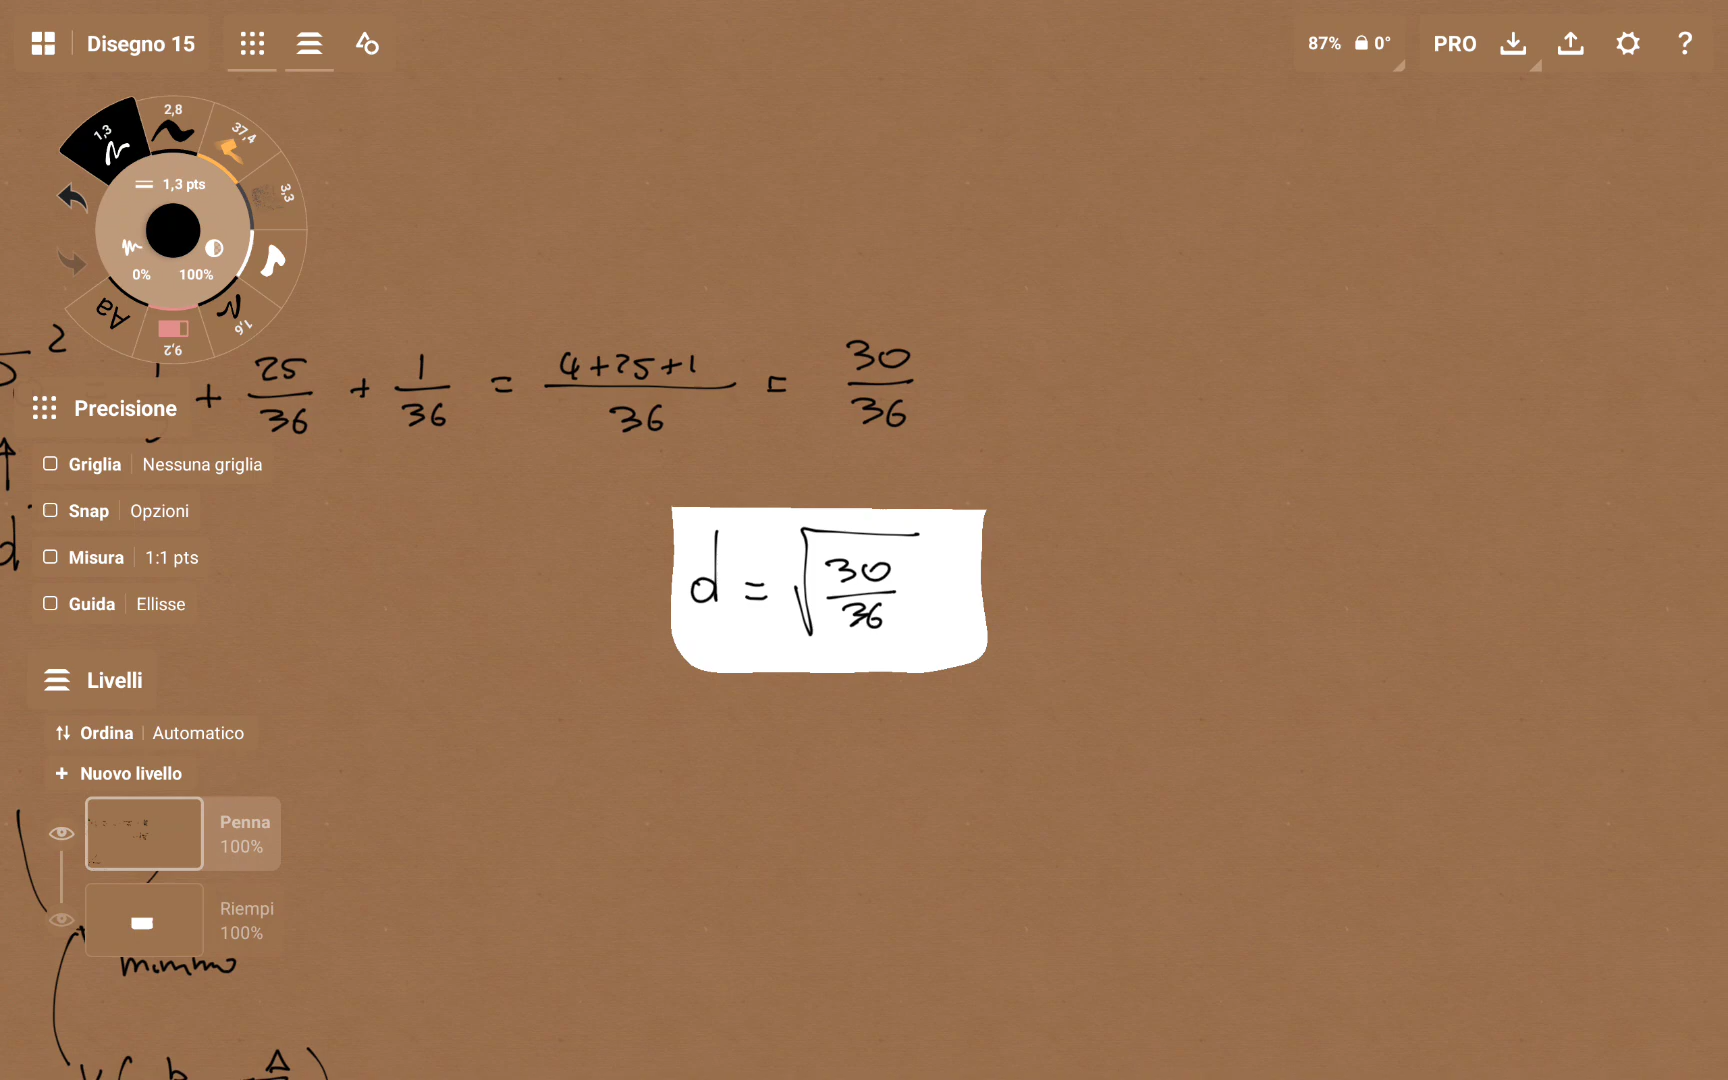 Disegno 15
87% 0° PRO ?
2,8
1,3
37,4
3,3
1,3 pts
0% 100%
Aa
9,2
1,6
2
+ 25/36 + 1/36 = 4+25+1/36 = 30/36
Precisione
Griglia Nessuna griglia
Snap Opzioni
d
Misura 1:1 pts
Guida Ellisse
d = √30/36
Livelli
Ordina Automatico
+ Nuovo livello
Penna
100%
Riempi
100%
minimo
V ( b - Δ )